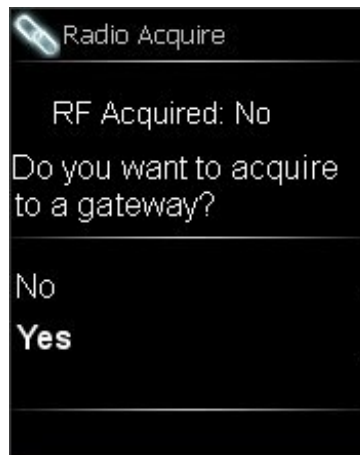 Radio Acquire
RF Acquired: No
Do you want to acquire
to a gateway?
No
Yes